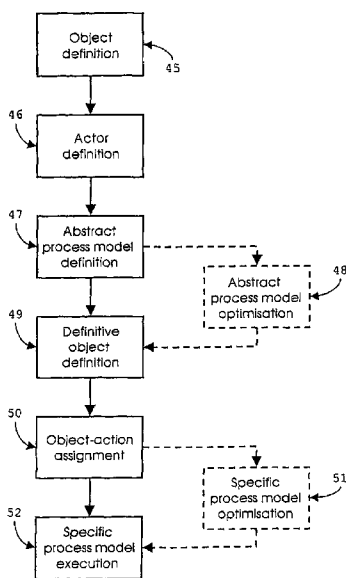 Object
definition
45
46
Actor
definition
47
Abstract
process model
definition
48
Abstract
process model
optimisation
49
Definitive
object
definition
50
Object-action
assignment
51
Specific
process model
optimisation
52
Specific
process model
execution